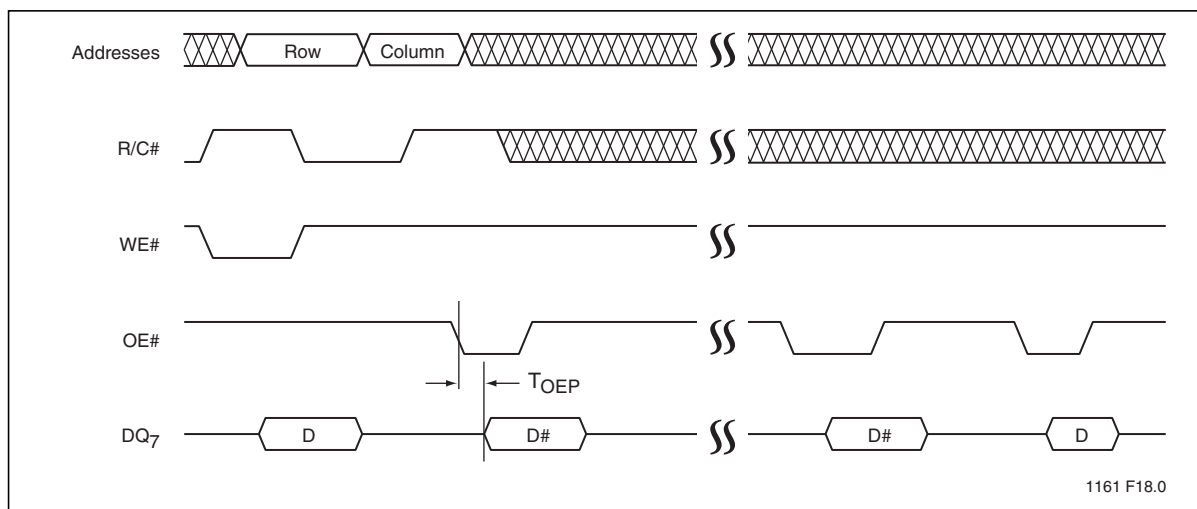 Addresses
Row
Column
R/C#
WE#
OE#
TOEP
DQ7
D
D#
D#
D
1161 F18.0